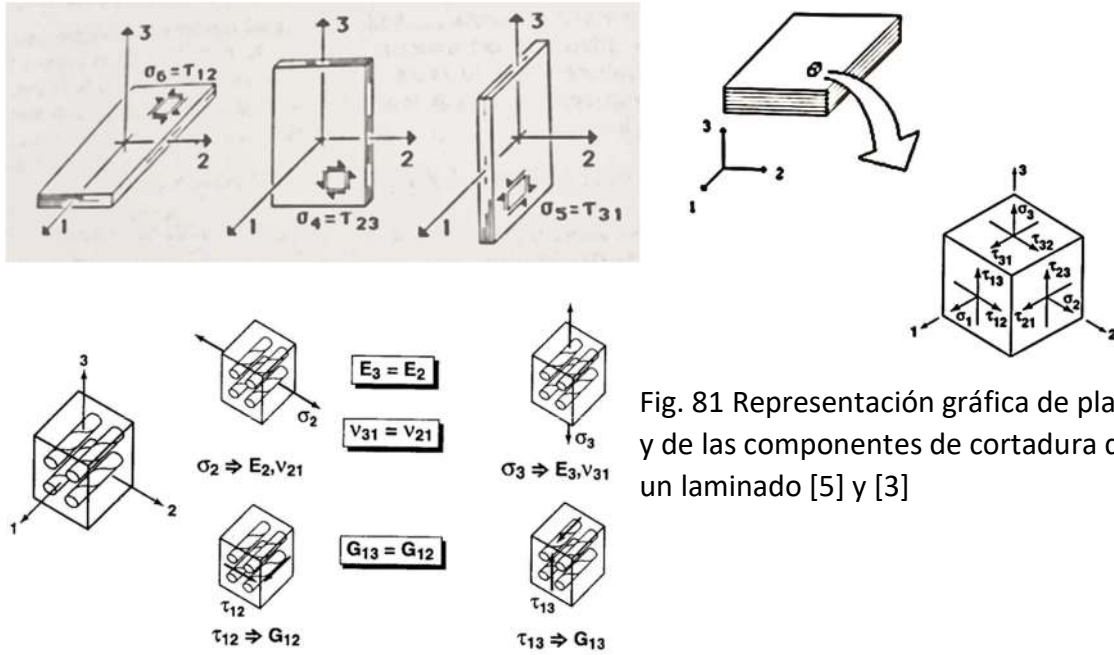 3
σ₆=τ₁₂
2
1
3
2
1
σ₄=τ₂₃
3
2
1
σ₅=τ₃₁
3
2
1
3
σ₃
τ₃₂
τ₃₁
τ₁₃
τ₂₃
σ₁
τ₁₂
τ₂₁
σ₂
1
2
3
2
1
σ₂
E₃ = E₂
ν₃₁ = ν₂₁
σ₂ ⇒ E₂,ν₂₁
σ₃
σ₃ ⇒ E₃,ν₃₁
τ₁₂
τ₁₂ ⇒ G₁₂
G₁₃ = G₁₂
τ₁₃
τ₁₃ ⇒ G₁₃
Fig. 81 Representación gráfica de
y de las componentes de cortadura
un laminado [5] y [3]